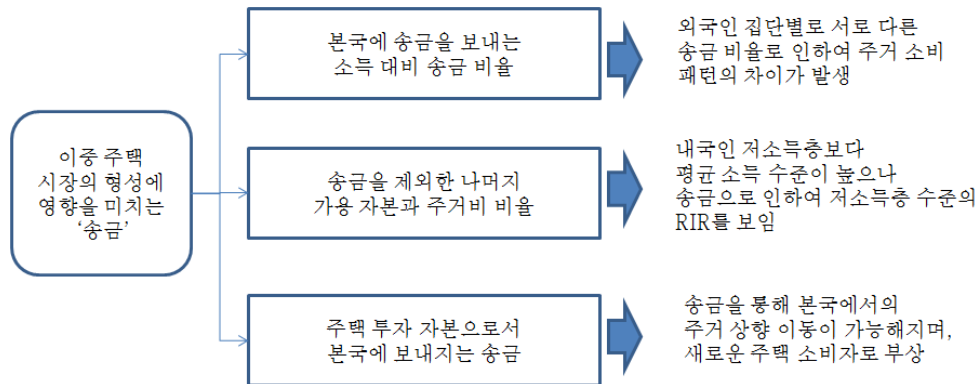 이중 주택
시장의 형성에
영향을 미치는
‘송금’
본국에 송금을 보내는
소득 대비 송금 비율
외국인 집단별로 서로 다른
송금 비율로 인하여 주거 소비
패턴의 차이가 발생
송금을 제외한 나머지
가용 자본과 주거비 비율
내국인 저소득층보다
평균 소득 수준이 높으나
송금으로 인하여 저소득층 수준의
RIR를 보임
주택 투자 자본으로서
본국에 보내지는 송금
송금을 통해 본국에서의
주거 상향 이동이 가능해지며,
새로운 주택 소비자로 부상